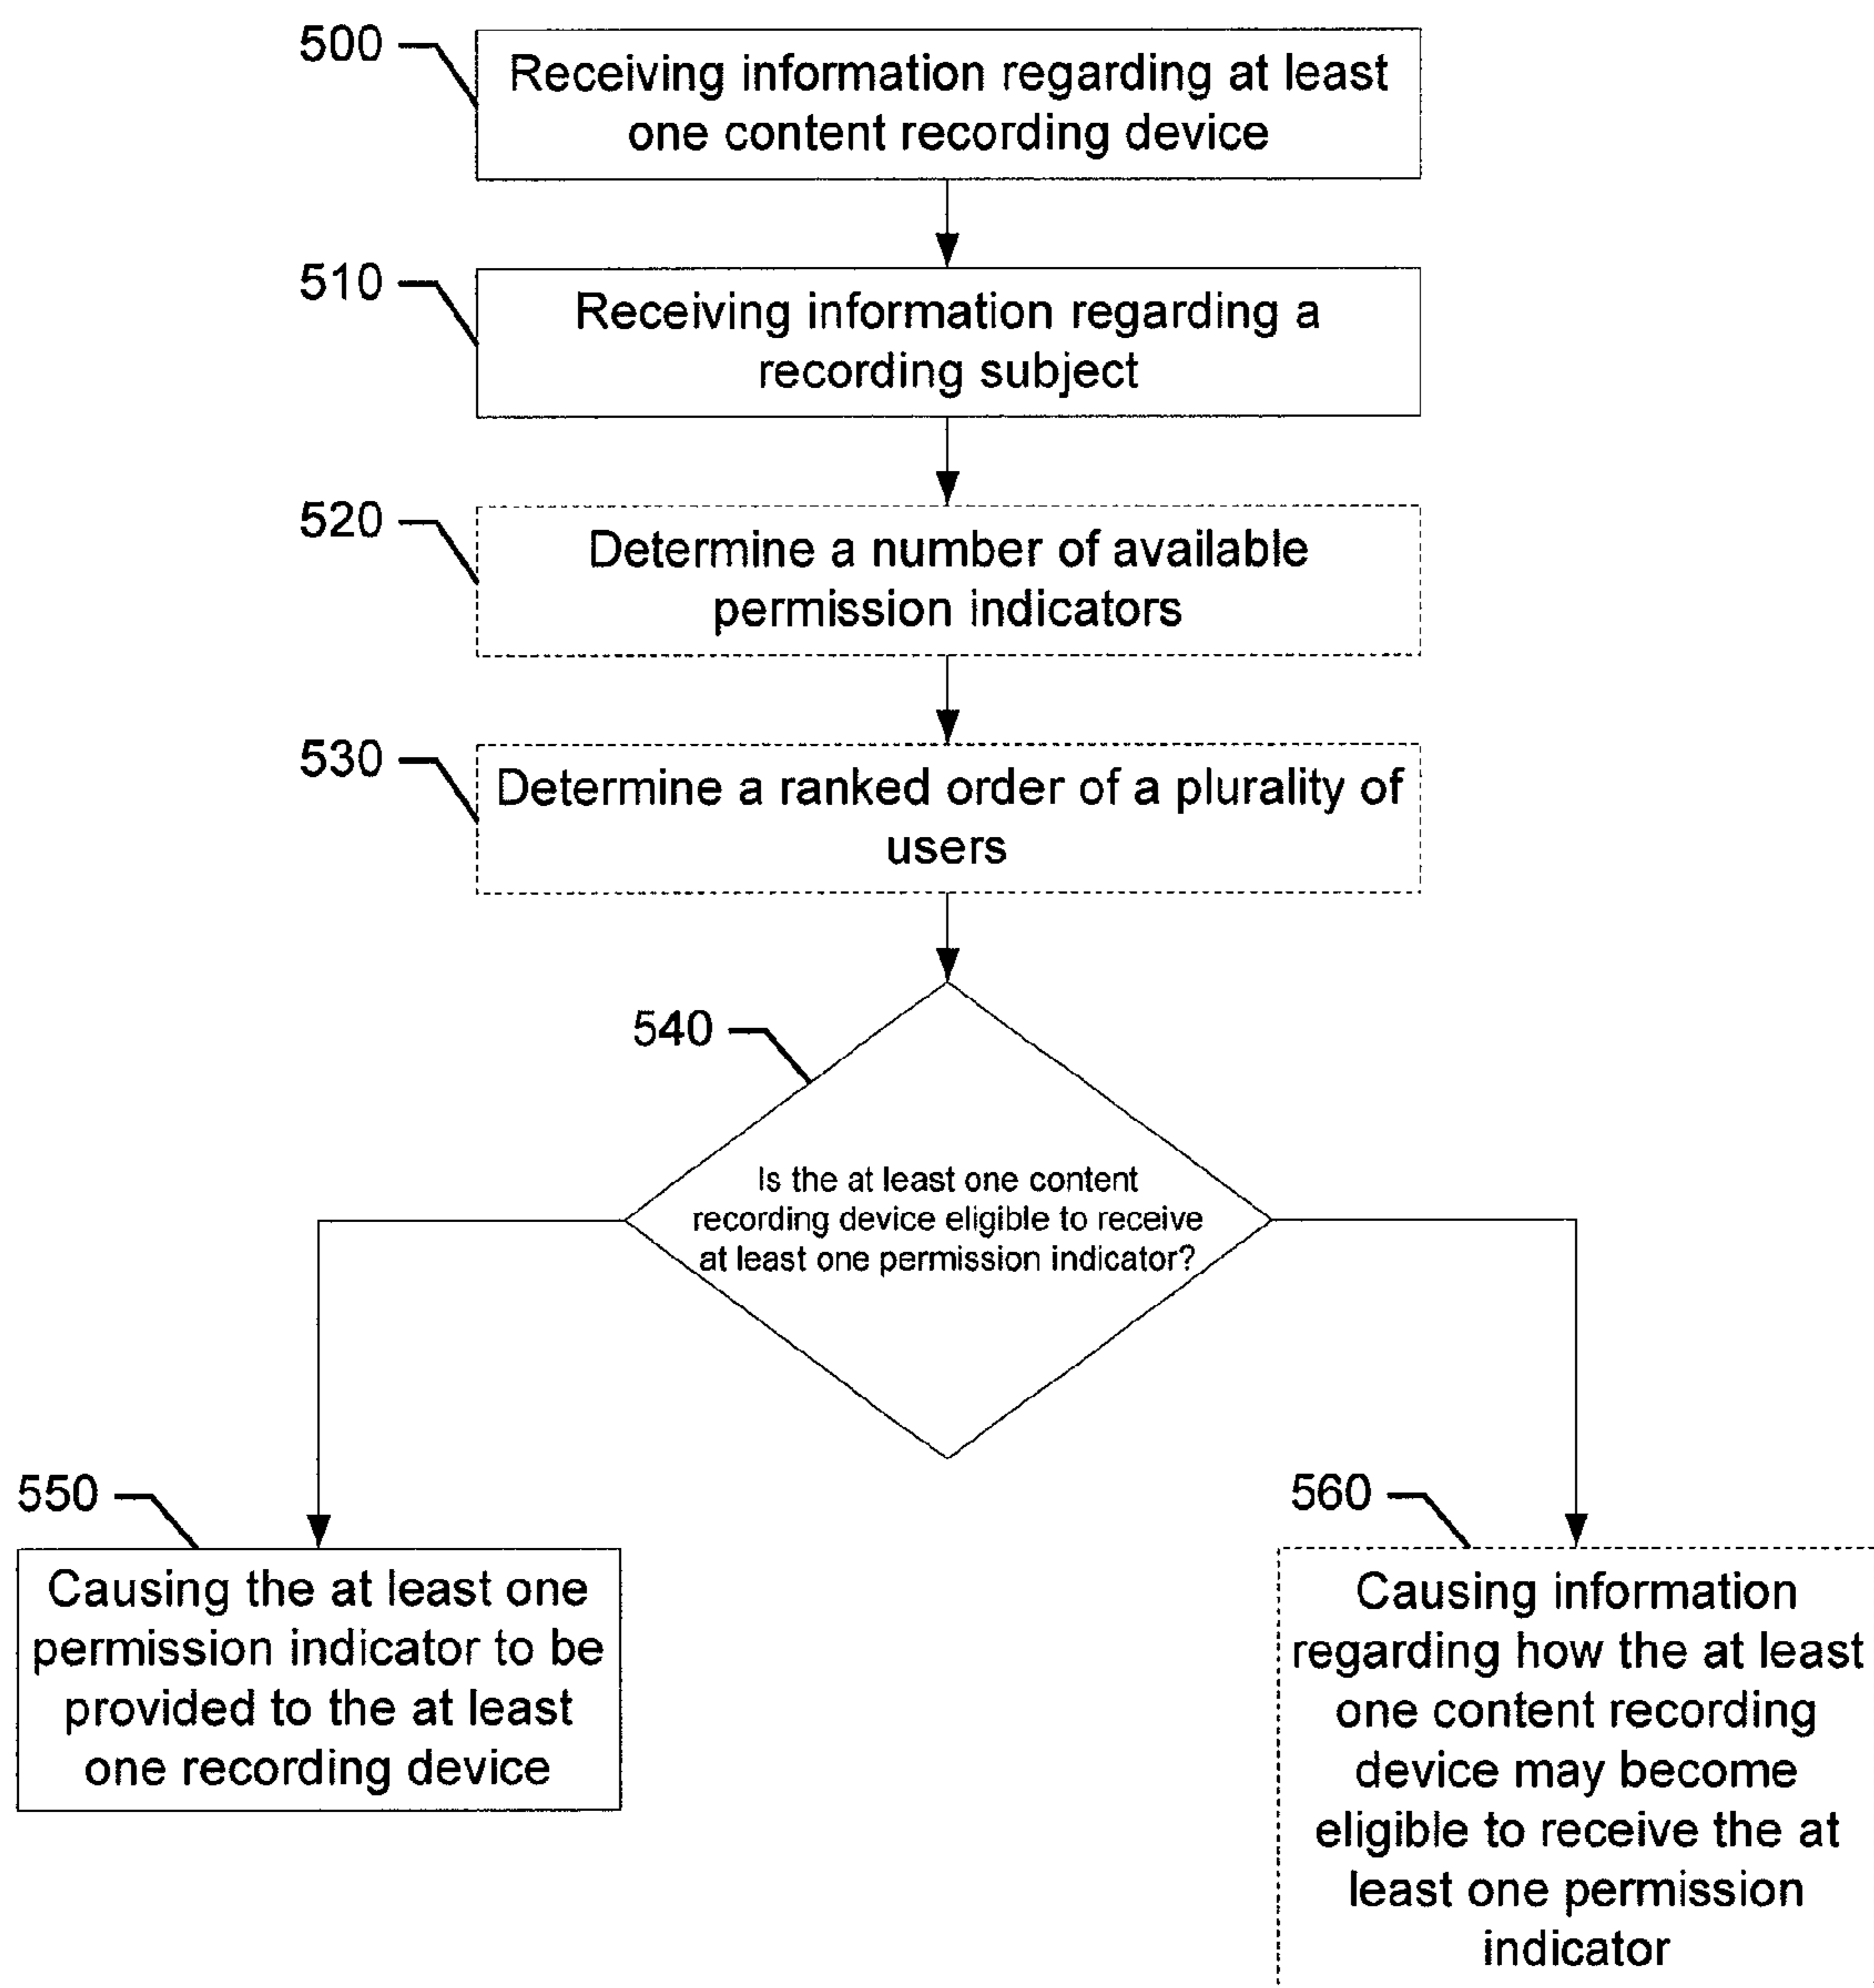 500
Receiving information regarding at least
one content recording device
510
Receiving information regarding a
recording subject
520
Determine a number of available
permission indicators
530
Determine a ranked order of a plurality of
users
540
Is the at least one content
recording device eligible to receive
at least one permission indicator?
550
Causing the at least one
permission indicator to be
provided to the at least
one recording device
560
Causing information
regarding how the at least
one content recording
device may become
eligible to receive the at
least one permission
indicator